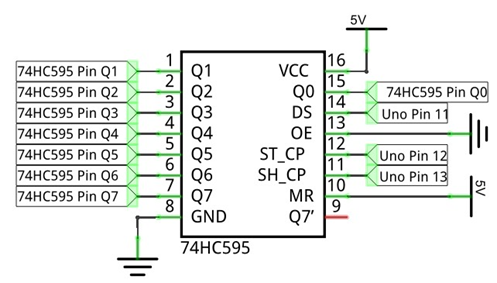 5V
74HC595 Pin Q1 1 Q1 VCC 16
74HC595 Pin Q2 2 Q2 Q0 15 74HC595 Pin Q0
74HC595 Pin Q3 3 Q3 DS 14 Uno Pin 11
74HC595 Pin Q4 4 Q4 OE 13
74HC595 Pin Q5 5 Q5 ST_CP 12 Uno Pin 12
74HC595 Pin Q6 6 Q6 SH_CP 11 Uno Pin 13
74HC595 Pin Q7 7 Q7 MR 10 5V
8 GND Q7' 9
74HC595